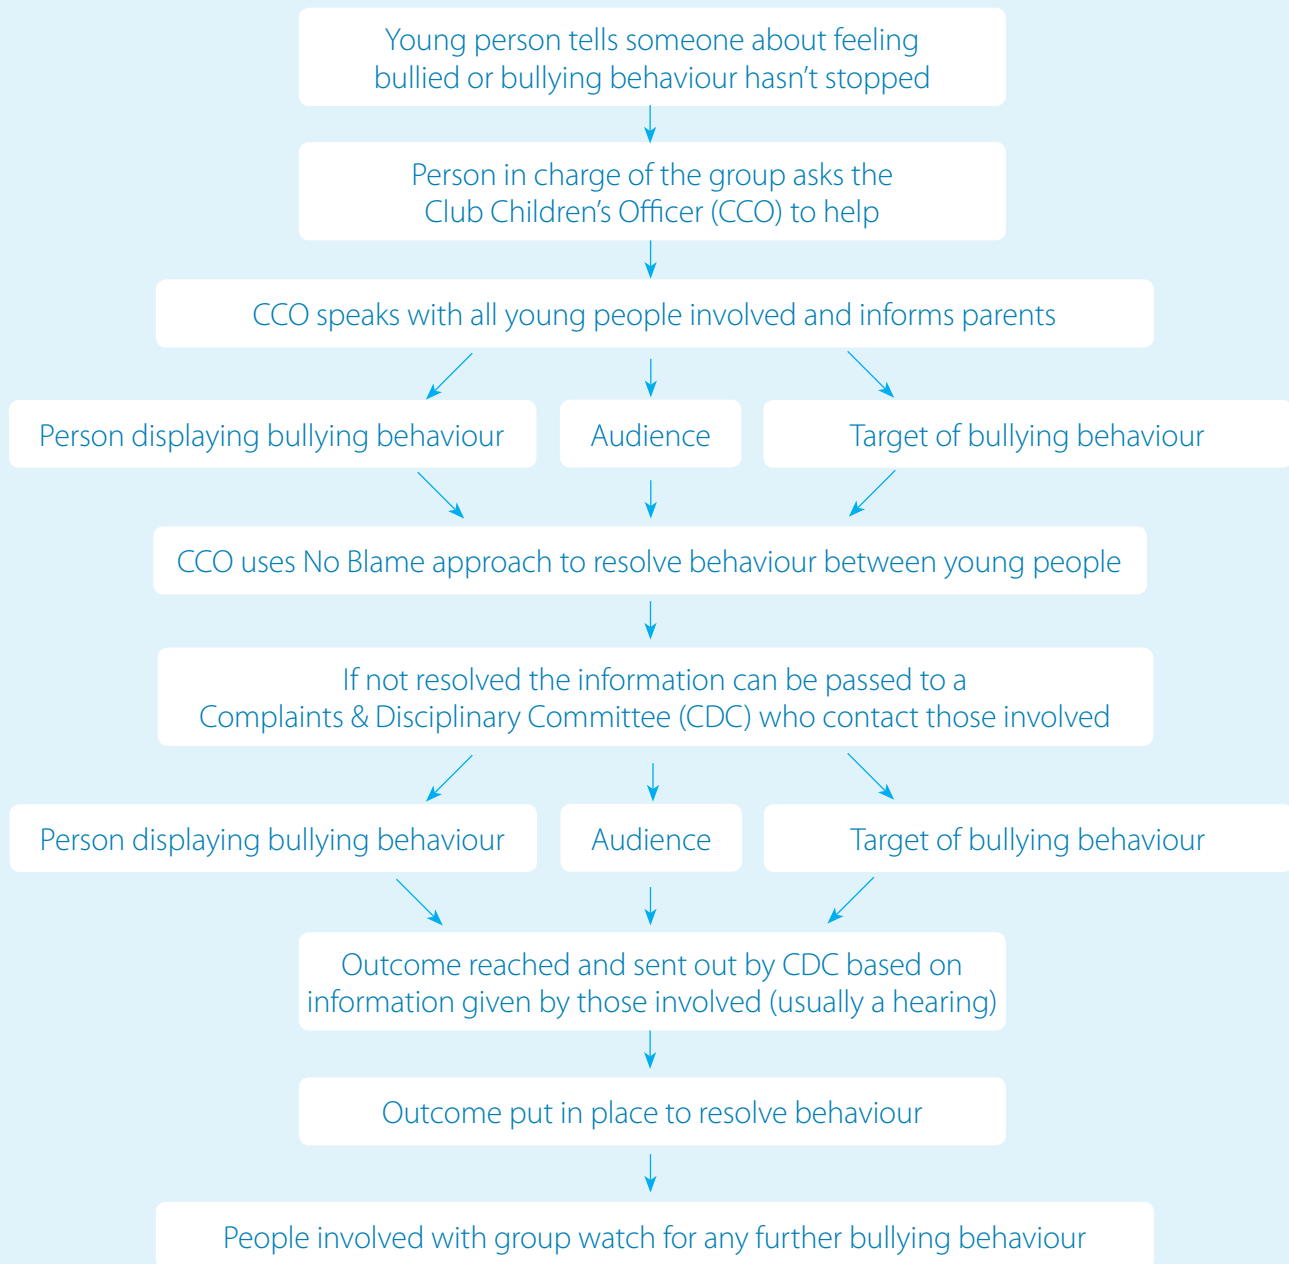 Young person tells someone about feeling
bullied or bullying behaviour hasn't stopped
Person in charge of the group asks the
Club Children's Officer (CCO) to help
CCO speaks with all young people involved and informs parents
Person displaying bullying behaviour
Audience
Target of bullying behaviour
CCO uses No Blame approach to resolve behaviour between young people
If not resolved the information can be passed to a
Complaints & Disciplinary Committee (CDC) who contact those involved
Person displaying bullying behaviour
Audience
Target of bullying behaviour
Outcome reached and sent out by CDC based on
information given by those involved (usually a hearing)
Outcome put in place to resolve behaviour
People involved with group watch for any further bullying behaviour